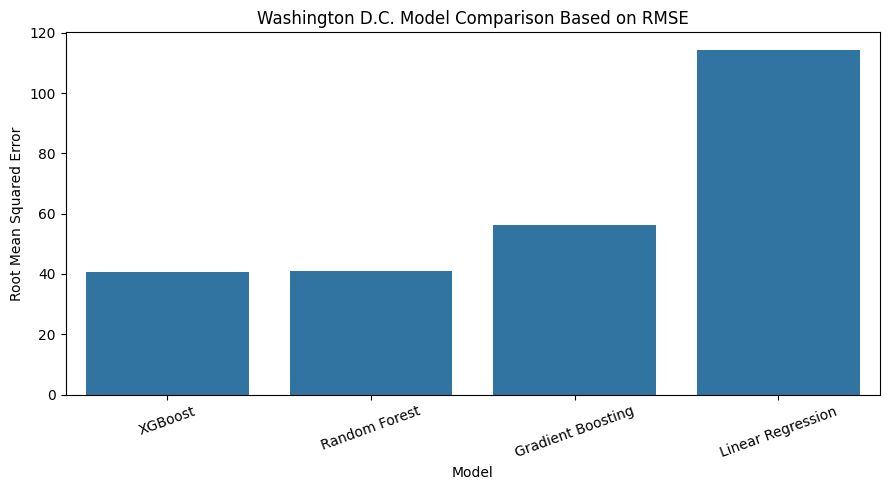 Washington D.C. Model Comparison Based on RMSE
Root Mean Squared Error
120
100
80
60
40
20
0
XGBoost
Random Forest
Gradient Boosting
Linear Regression
Model